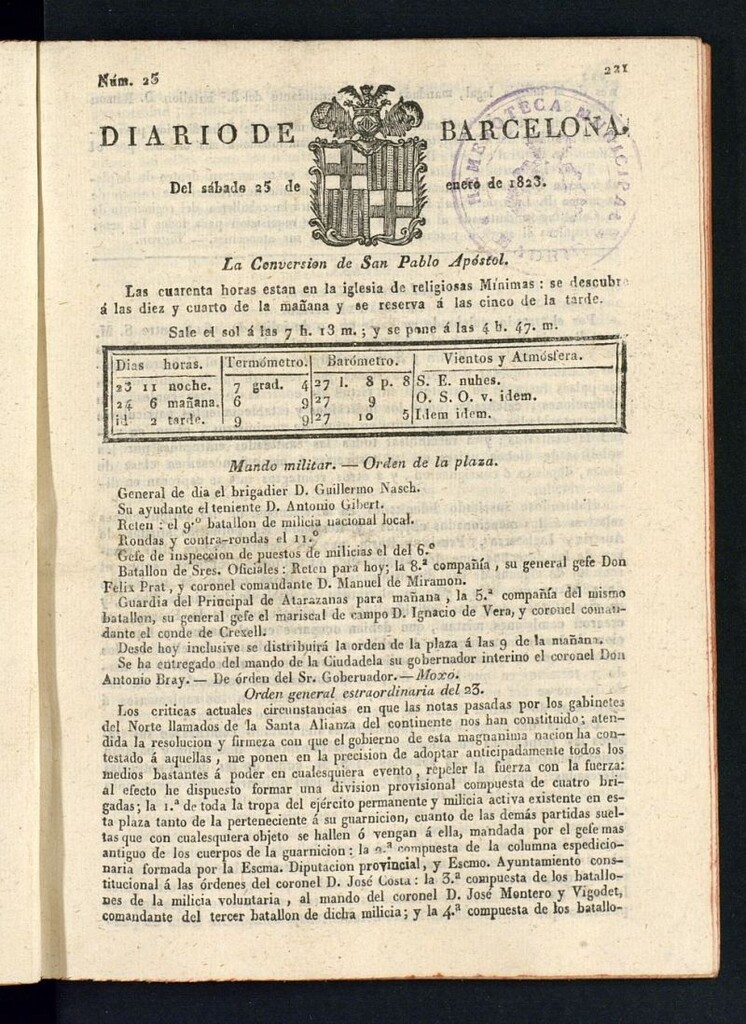 Núm. 25
221
DIARIO DE BARCELONA.
Del sábado 25 de enero de 1823.
HEMEROTECA MUNICIPAL
La Conversion de San Pablo Apóstol.
Las cuarenta horas estan en la iglesia de religiosas Mínimas : se descubre
á las diez y cuarto de la mañana y se reserva á las cinco de la tarde.
Sale el sol á las 7 h. 13 m. ; y se pone á las 4 h. 47. m.
Dias horas. Termómetro. Barómetro. Vientos y Atmósfera.
23 11 noche. 7 grad. 4 27 l. 8 p. 8 S. E. nubes.
24 6 mañana. 6 9 27 9 O. S. O. v. idem.
id 2 tarde. 9 9 27 10 5 Idem idem.
Mando militar. — Orden de la plaza.
General de dia el brigadier D. Guillermo Nasch.
Su ayudante el teniente D. Antonio Gibert.
Reten : el 9.º batallon de milicia nacional local.
Rondas y contra-rondas el 11.º
Gefe de inspeccion de puestos de milicias el del 6.º
Batallon de Sres. Oficiales : Reten para hoy; la 8.ª compañía , su general gefe Don
Felix Prat , y coronel comandante D. Manuel de Miramon.
Guardia del Principal de Atarazanas para mañana , la 5.ª compañía del mismo
batallon, su general gefe el mariscal de campo D. Ignacio de Vera, y coronel coman-
dante el conde de Crexell.
Desde hoy inclusive se distribuirá la orden de la plaza á las 9 de la mañana.
Se ha entregado del mando de la Ciudadela su gobernador interino el coronel Don
Antonio Bray. — De órden del Sr. Gobernador. — Moxó.
Orden general estraordinaria del 23.
Los criticas actuales circunstancias en que las notas pasadas por los gabinetes
del Norte llamados de la Santa Alianza del continente nos han constituido; aten-
dida la resolucion y firmeza con que el gobierno de esta magnanima nacion ha con-
testado á aquellas , me ponen en la precision de adoptar anticipadamente todos los
medios bastantes á poder en cualesquiera evento , repeler la fuerza con la fuerza:
al efecto he dispuesto formar una division provisional compuesta de cuatro bri-
gadas; la 1.ª de toda la tropa del ejército permanente y milicia activa existente en es-
ta plaza tanto de la perteneciente á su guarnicion, cuanto de las demás partidas suel-
tas que con cualesquiera objeto se hallen ó vengan á ella, mandada por el gefe mas
antiguo de los cuerpos de la guarnicion : la 2.ª compuesta de la columna espedicio-
naria formada por la Escma. Diputacion provincial, y Escmo. Ayuntamiento cons-
titucional á las órdenes del coronel D. José Costa : la 3.ª compuesta de los batallo-
nes de la milicia voluntaria , al mando del coronel D. José Montero y Vigodet,
comandante del tercer batallon de dicha milicia; y la 4.ª compuesta de los batallo-